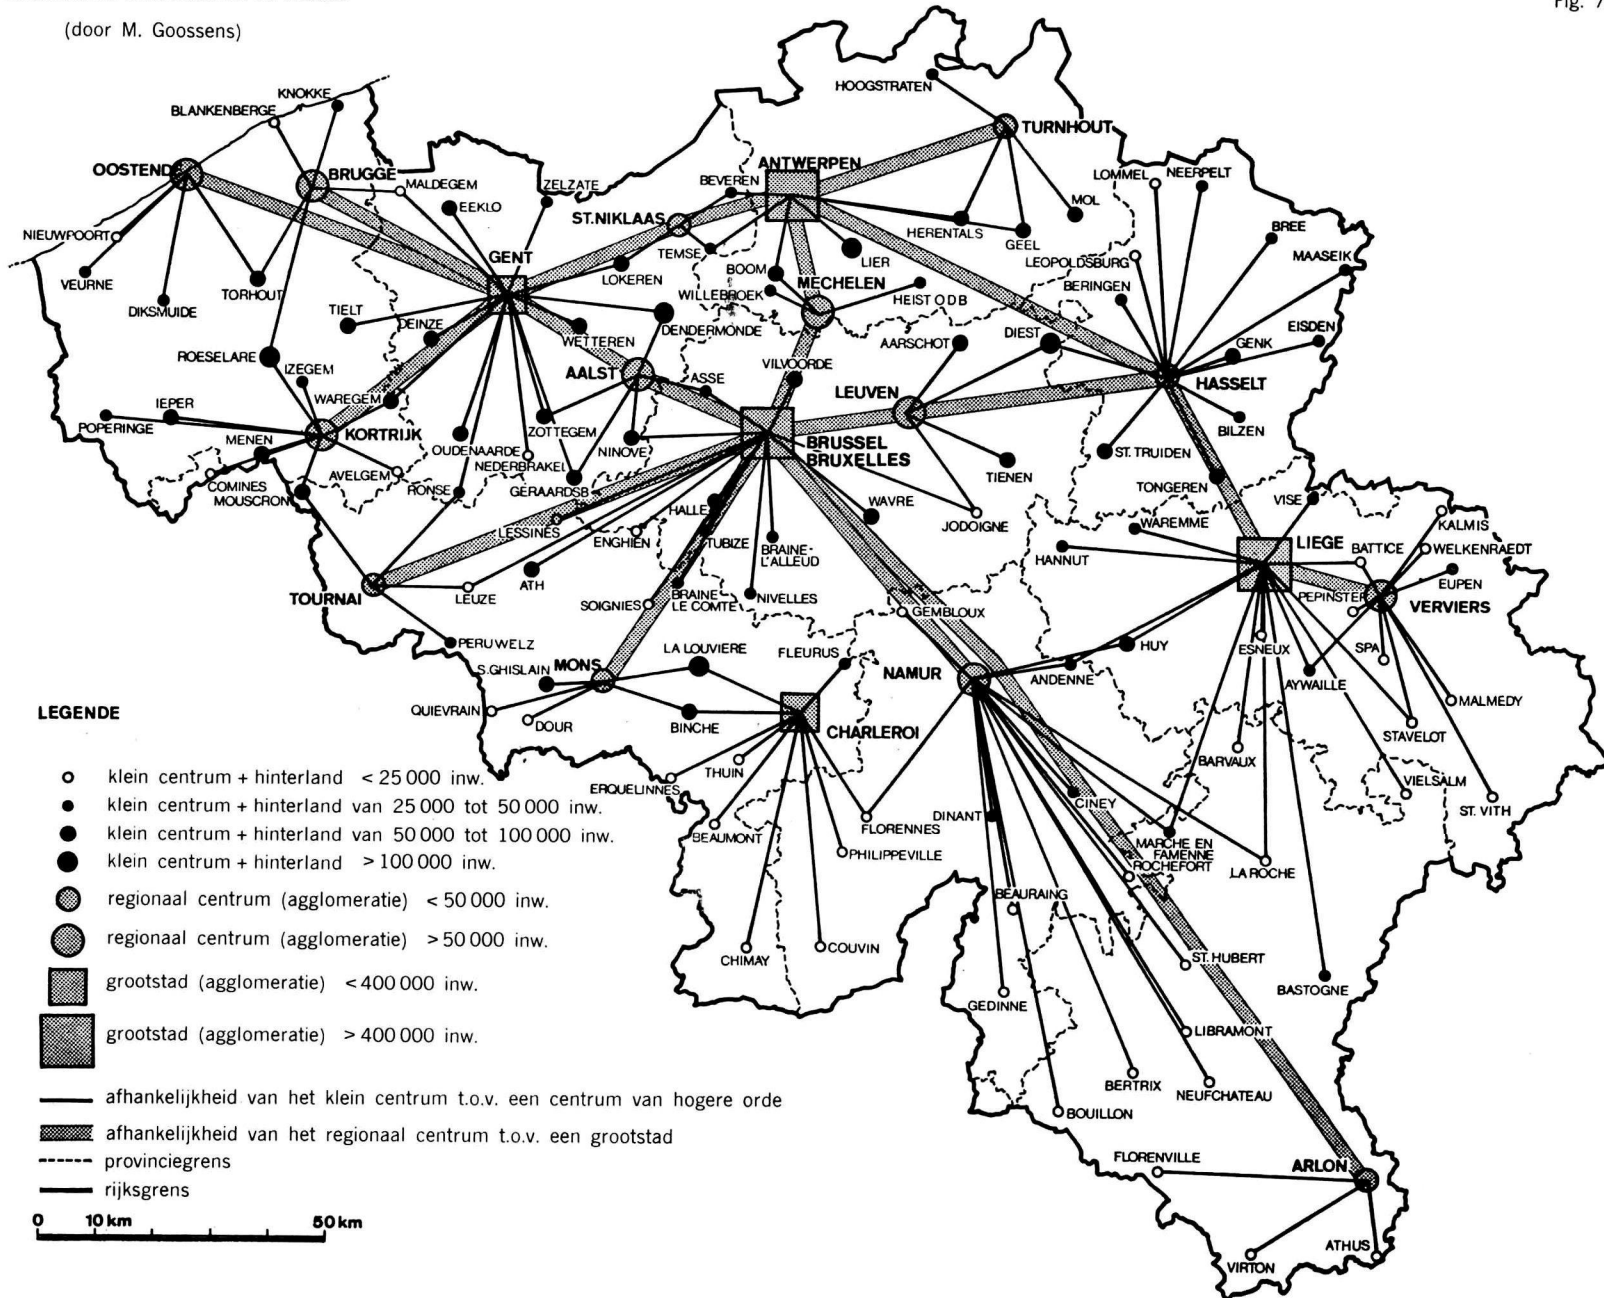 Fig. 7
(door M. Goossens)
HOOGSTRATEN
KNOKKE
BLANKENBERGE
TURNHOUT
ANTWERPEN
OOSTENDE
BRUGGE
MALDEGEM
ZELZATE
BEVEREN
LOMMEL
NEERPELT
EEKLO
ST.NIKLAAS
MOL
BREE
HERENTALS
GEEL
NIEUWPOORT
GENT
TEMSE
LIER
LEOPOLDSBURG
MAASEIK
VEURNE
LOKEREN
BOOM
MECHELEN
BERINGEN
DIKSMUIDE
TORHOUT
WILLEBROEK
HEIST O D B
TIELT
DEINZE
DENDERMONDE
DIEST
EISDEN
WETTEREN
AARSCHOT
GENK
ROESELARE
VILVOORDE
IZEGEM
AALST
ASSE
HASSELT
LEUVEN
WAREGEM
IEPER
POPERINGE
KORTRIJK
ZOTTEGEM
BILZEN
MENEN
OUDENAARDE
NINOVE
BRUSSEL
BRUXELLES
ST. TRUIDEN
NEDERBRAKEL
TIENEN
AVELGEM
COMINES
RONSE
GERAARDSB
TONGEREN
MOUSCRON
WAVRE
VISE
HALLE
JODOIGNE
WAREMME
KALMIS
LESSINES
ENGHIEN
TUBIZE
BRAINE-
L'ALLEUD
HANNUT
LIEGE
BATTICE
WELKENRAEDT
ATH
EUPEN
TOURNAI
LEUZE
SOIGNIES
BRAINE
LE COMTE
NIVELLES
GEMBLOUX
PEPINSTER
VERVIERS
PERUWELZ
LA LOUVIERE
FLEURUS
HUY
ESNEUX
SPA
S.GHISLAIN
MONS
NAMUR
ANDENNE
AYWAILLE
MALMEDY
QUIEVRAIN
DOUR
BINCHE
CHARLEROI
STAVELOT
THUIN
BARVAUX
ERQUELINNES
VIELSALM
CINEY
ST. VITH
DINANT
BEAUMONT
FLORENNES
MARCHE EN
FAMENNE
PHILIPPEVILLE
ROCHEFORT
LA ROCHE
BEAURAING
CHIMAY
COUVIN
ST. HUBERT
BASTOGNE
GEDINNE
LIBRAMONT
BERTRIX
NEUFCHATEAU
BOUILLON
FLORENVILLE
ARLON
ATHUS
VIRTON
LEGENDE
klein centrum + hinterland < 25 000 inw.
klein centrum + hinterland van 25 000 tot 50 000 inw.
klein centrum + hinterland van 50 000 tot 100 000 inw.
klein centrum + hinterland > 100 000 inw.
regionaal centrum (agglomeratie) < 50 000 inw.
regionaal centrum (agglomeratie) > 50 000 inw.
grootstad (agglomeratie) < 400 000 inw.
grootstad (agglomeratie) > 400 000 inw.
afhankelijkheid van het klein centrum t.o.v. een centrum van hogere orde
afhankelijkheid van het regionaal centrum t.o.v. een grootstad
provinciegrens
rijksgrens
0 10 km 50 km